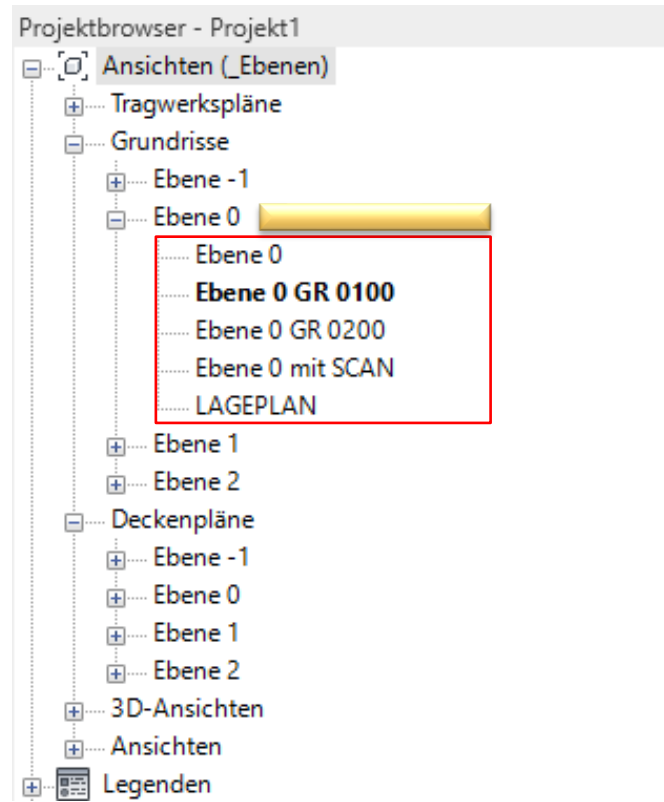 Projektbrowser - Projekt1
Ansichten (_Ebenen)
Tragwerkspläne
Grundrisse
Ebene -1
Ebene 0
Ebene 0
Ebene 0 GR 0100
Ebene 0 GR 0200
Ebene 0 mit SCAN
LAGEPLAN
Ebene 1
Ebene 2
Deckenpläne
Ebene -1
Ebene 0
Ebene 1
Ebene 2
3D-Ansichten
Ansichten
Legenden